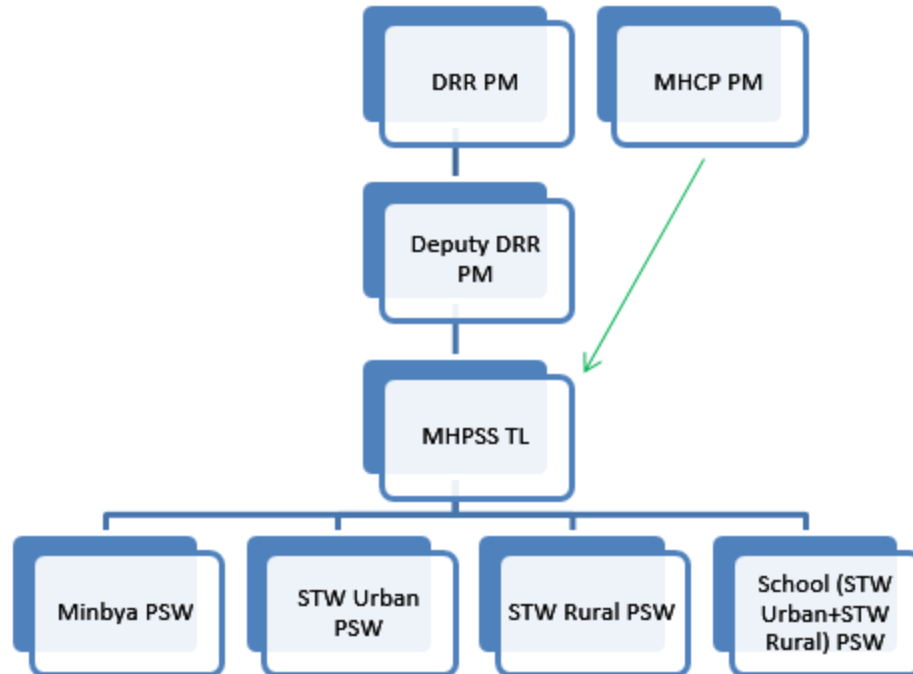 DRR PM
MHCP PM
Deputy DRR
PM
MHPSS TL
Minbya PSW
STW Urban
PSW
STW Rural PSW
School (STW
Urban+STW
Rural) PSW